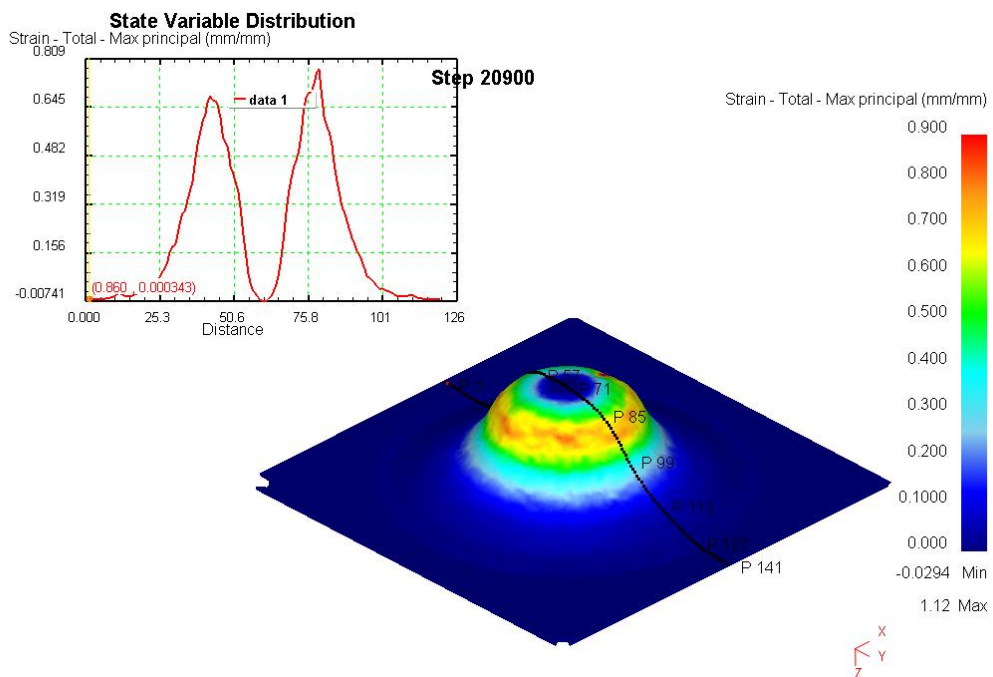 State Variable Distribution
Strain - Total - Max principal (mm/mm)
0.809
0.645
0.482
0.319
0.156
-0.00741
data 1
(0.860 , 0.000343)
0.000 25.3 50.6 75.8 101 126
Distance
Step 20900
Strain - Total - Max principal (mm/mm)
0.900
0.800
0.700
0.600
0.500
0.400
0.300
0.200
0.1000
0.000
-0.0294 Min
1.12 Max
P 57
P 71
P 85
P 99
P 113
P 127
P 141
X
Y
Z